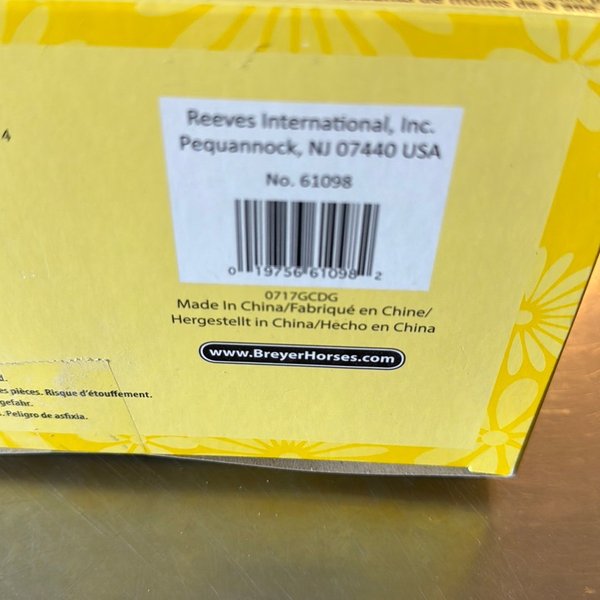 4
Reeves International, Inc.
Pequannock, NJ 07440 USA
No. 61098
0 19756 61098 2
0717GCDG
Made In China/Fabriqué en Chine/
Hergestellt in China/Hecho en China
www.BreyerHorses.com
d.
es pièces. Risque d'étouffement.
gefahr.
. Peligro de asfixia.